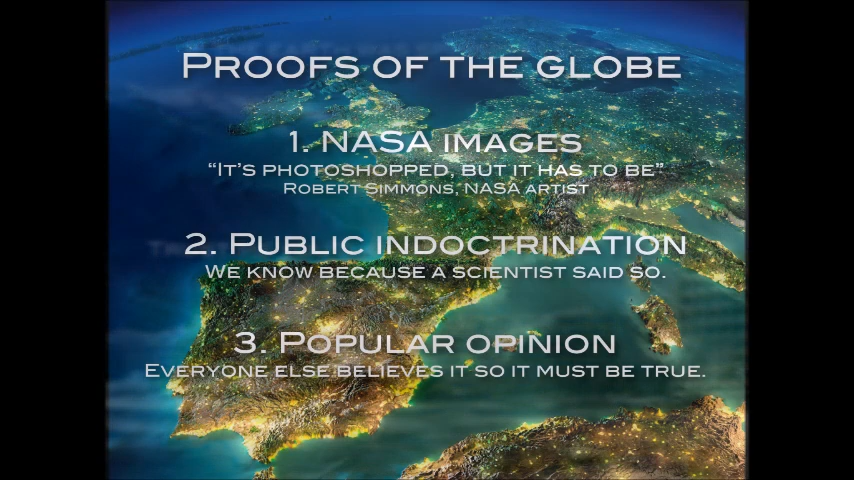 Proofs of the globe
1. NASA images
“It's photoshopped, but it has to be”
Robert Simmons, NASA artist
2. Public indoctrination
We know because a scientist said so.
3. Popular opinion
Everyone else believes it so it must be true.